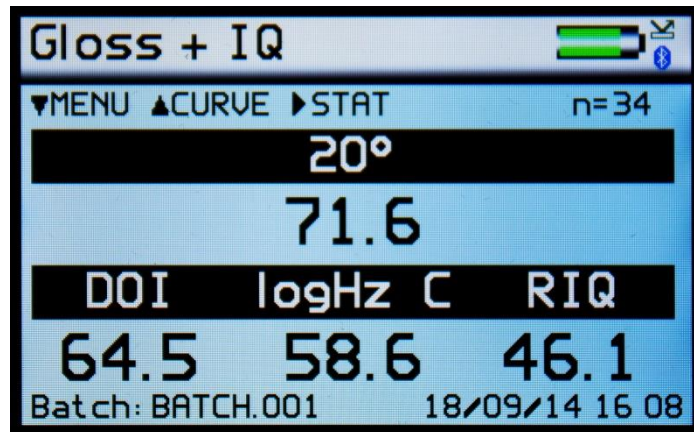 Gloss + IQ
▼MENU ▲CURVE ▶STAT n=34
20°
71.6
DOI logHz C RIQ
64.5 58.6 46.1
Batch: BATCH.001 18/09/14 16 08